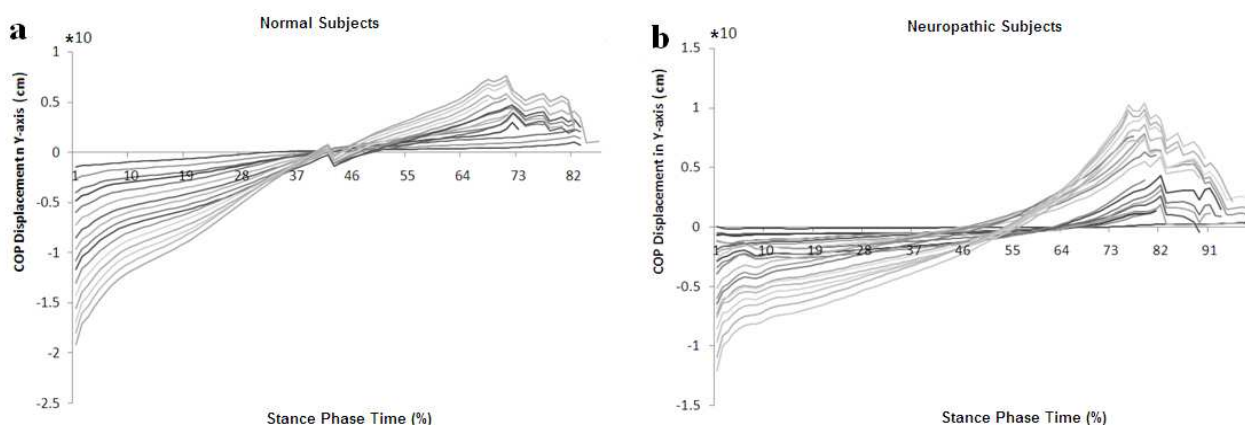 a
Normal Subjects
*10
1
0.5
0
-0.5
-1
-1.5
-2
-2.5
COP Displacementn Y-axis (cm)
1 10 19 28 37 46 55 64 73 82
Stance Phase Time (%)
b
Neuropathic Subjects
*10
1.5
1
0.5
0
-0.5
-1
-1.5
COP Displacement in Y-axis (cm)
1 10 19 28 37 46 55 64 73 82 91
Stance Phase Time (%)